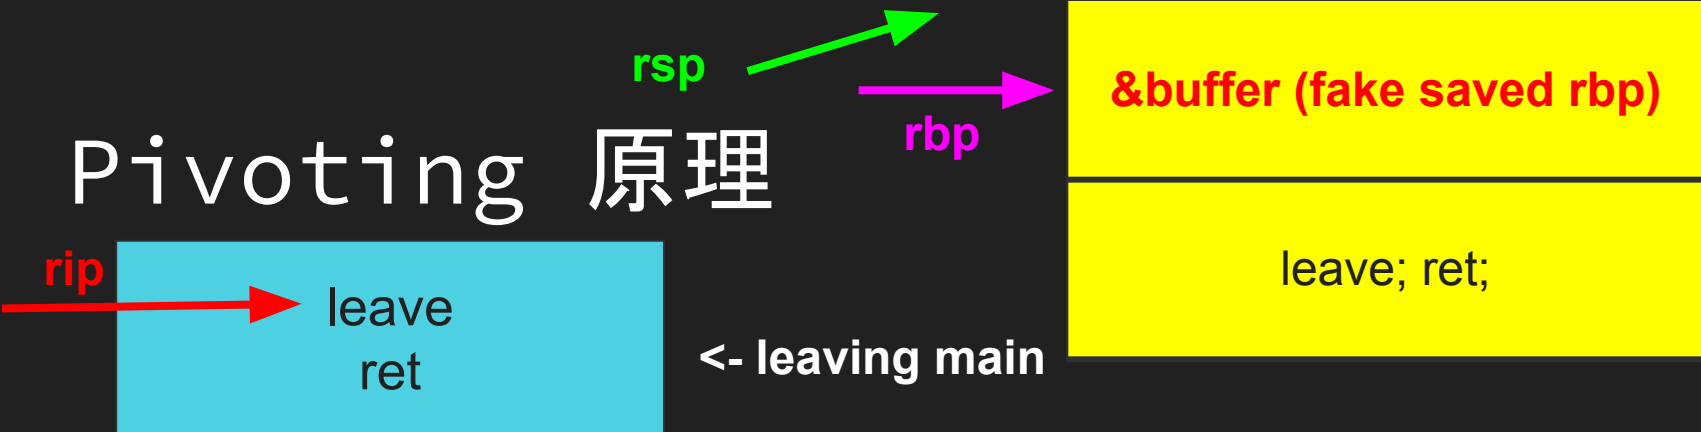 rsp
&buffer (fake saved rbp)
rbp
Pivoting 原理
rip
leave
ret
<- leaving main
leave; ret;